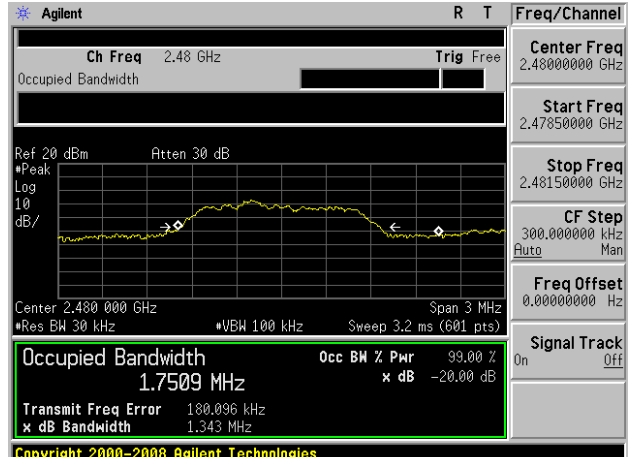 Agilent R T Freq/Channel
Ch Freq 2.48 GHz Trig Free
Occupied Bandwidth
Center Freq
2.48000000 GHz
Start Freq
2.47850000 GHz
Stop Freq
2.48150000 GHz
CF Step
300.000000 kHz
Auto Man
Freq Offset
0.00000000 Hz
Signal Track
On Off
Ref 20 dBm Atten 30 dB
#Peak
Log
10
dB/
Center 2.480 000 GHz Span 3 MHz
#Res BW 30 kHz #VBW 100 kHz Sweep 3.2 ms (601 pts)
Occupied Bandwidth Occ BW % Pwr 99.00 %
1.7509 MHz x dB -20.00 dB
Transmit Freq Error 180.096 kHz
x dB Bandwidth 1.343 MHz
Copyright 2000-2008 Agilent Technologies